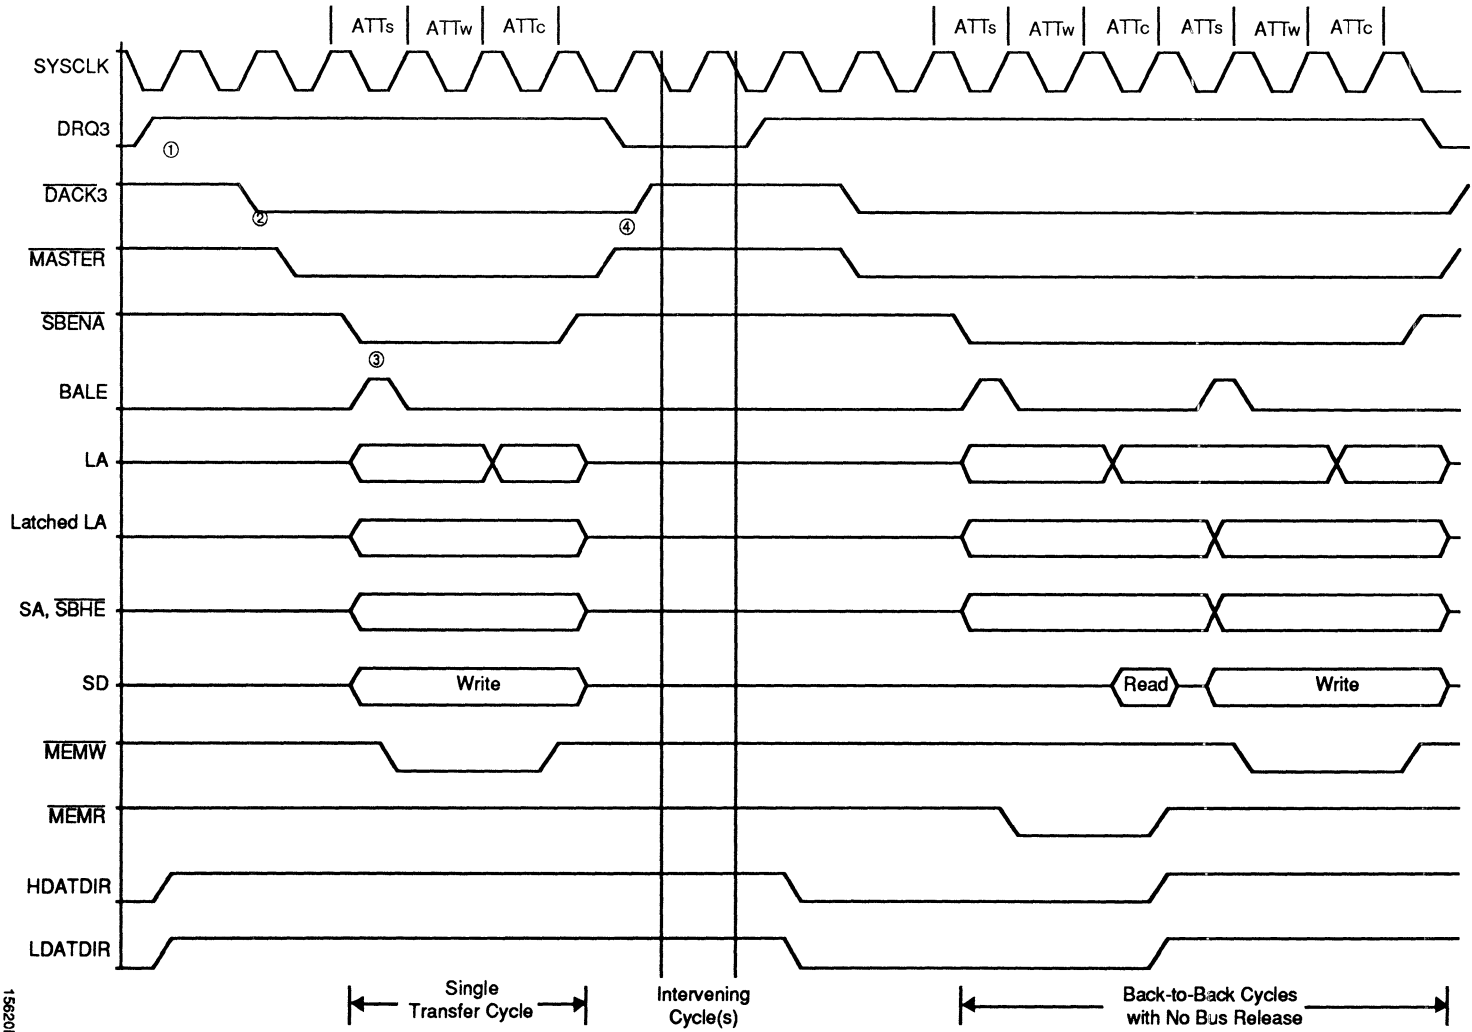 ATTs ATTw ATTc ATTs ATTw ATTc ATTs ATTw ATTc
SYSCLK
DRQ3
①
DACK3
②
④
MASTER
SBENA
③
BALE
LA
Latched LA
SA, SBHE
SD Write Read Write
MEMW
MEMR
HDATDIR
LDATDIR
Single
Transfer Cycle
Intervening
Cycle(s)
Back-to-Back Cycles
with No Bus Release